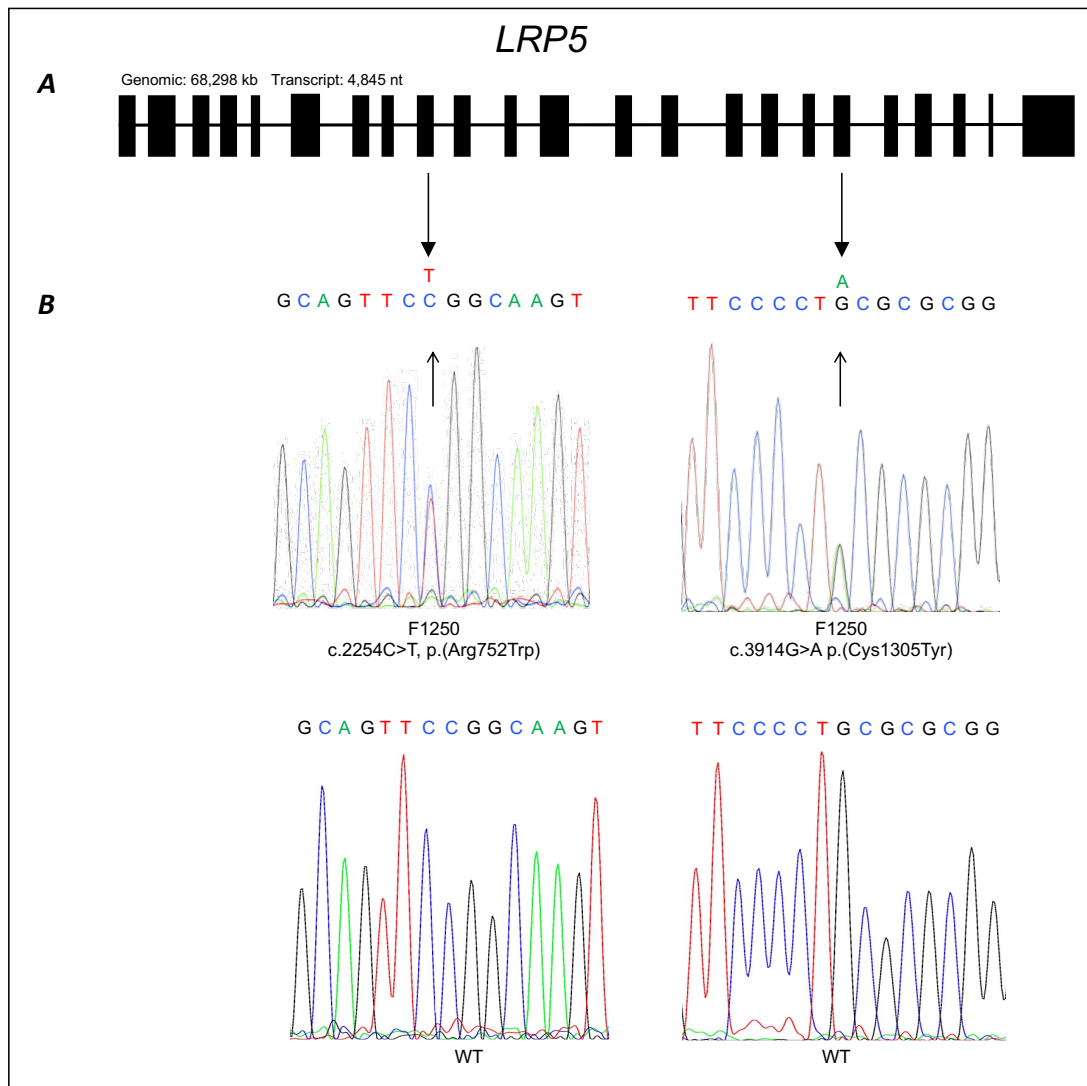 LRP5
A
Genomic: 68,298 kb Transcript: 4,845 nt
B
T
G C A G T T C C G G C A A G T
A
T T C C C C T G C G C G C G G
F1250
c.2254C>T, p.(Arg752Trp)
F1250
c.3914G>A p.(Cys1305Tyr)
G C A G T T C C G G C A A G T
T T C C C C T G C G C G C G G
WT
WT